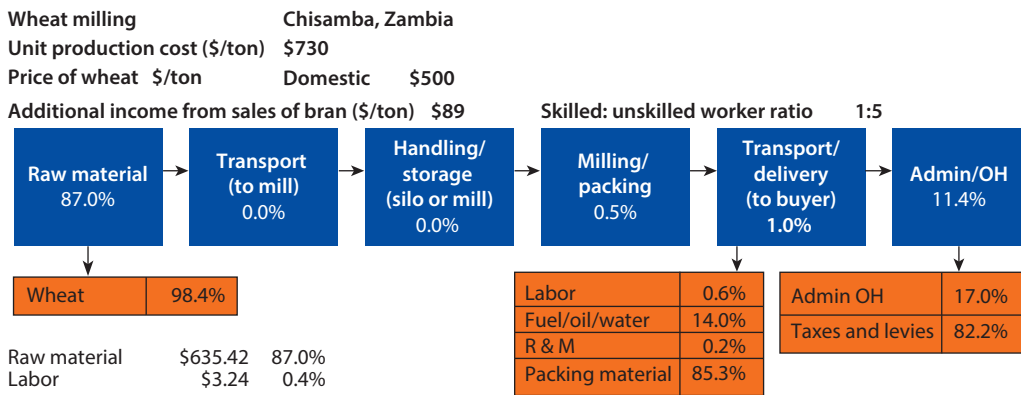 Wheat milling Chisamba, Zambia
Unit production cost ($/ton) $730
Price of wheat $/ton Domestic $500
Additional income from sales of bran ($/ton) $89 Skilled: unskilled worker ratio 1:5
Raw material
87.0%
Transport
(to mill)
0.0%
Handling/
storage
(silo or mill)
0.0%
Milling/
packing
0.5%
Transport/
delivery
(to buyer)
1.0%
Admin/OH
11.4%
Wheat 98.4%
Labor 0.6%
Fuel/oil/water 14.0%
R & M 0.2%
Packing material 85.3%
Admin OH 17.0%
Taxes and levies 82.2%
Raw material $635.42 87.0%
Labor $3.24 0.4%